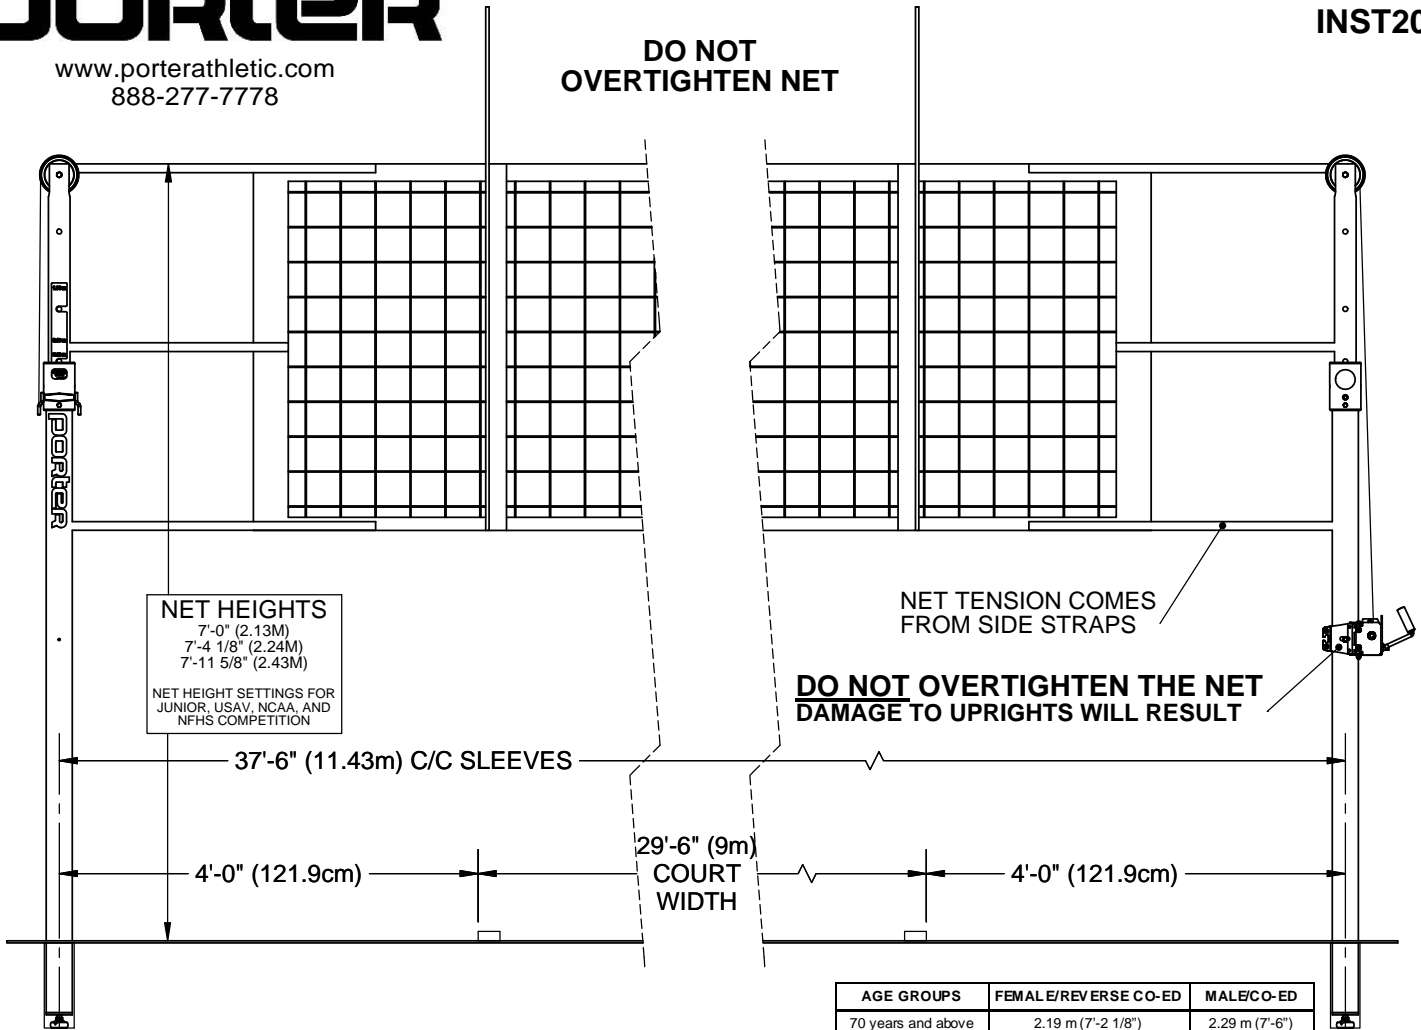 PORTER
www.porterathletic.com
888-277-7778
DO NOT
OVERTIGHTEN NET
INST20
PORTER
NET HEIGHTS
7'-0" (2.13M)
7'-4 1/8" (2.24M)
7'-11 5/8" (2.43M)
NET HEIGHT SETTINGS FOR
JUNIOR, USAV, NCAA, AND
NFHS COMPETITION
NET TENSION COMES
FROM SIDE STRAPS
DO NOT OVERTIGHTEN THE NET
DAMAGE TO UPRIGHTS WILL RESULT
37'-6" (11.43m) C/C SLEEVES
4'-0" (121.9cm)
29'-6" (9m)
COURT
WIDTH
4'-0" (121.9cm)
AGE GROUPS FEMALE/REVERSE CO-ED MALE/CO-ED
70 years and above 2.19 m (7'-2 1/8") 2.29 m (7'-6")